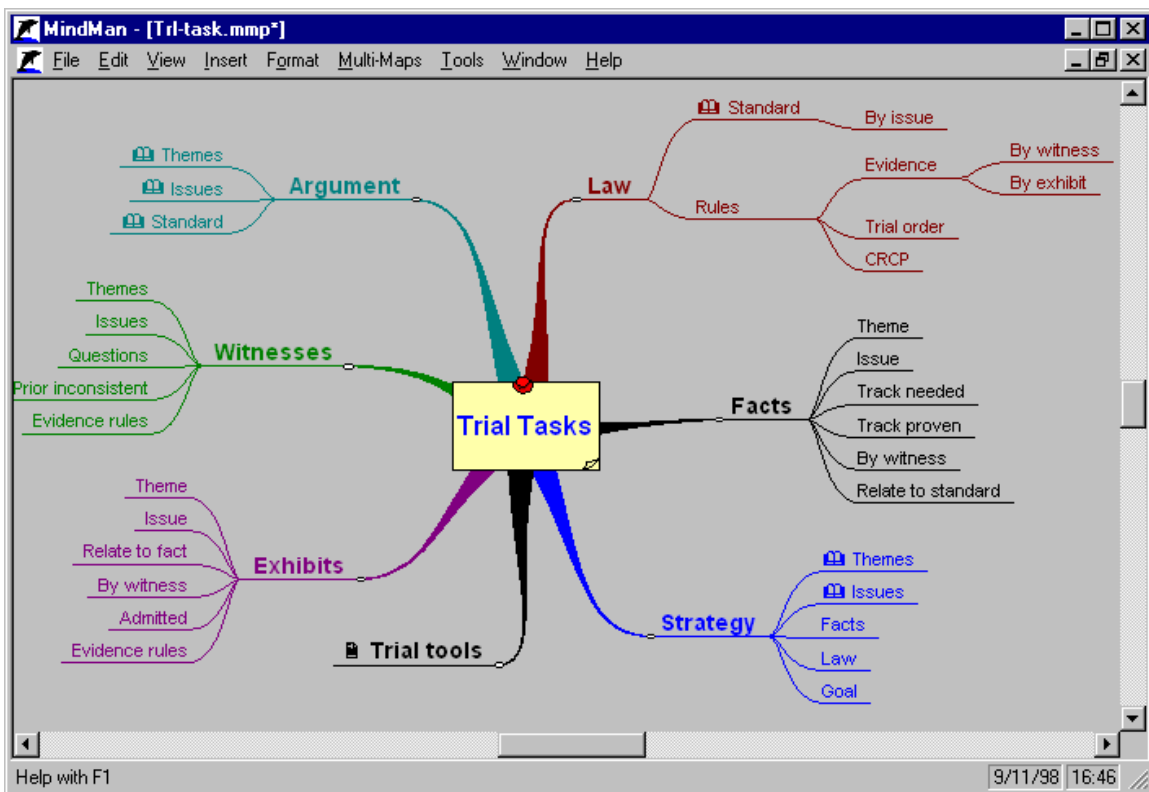 MindMan - [Trl-task.mmp*]
File Edit View Insert Format Multi-Maps Tools Window Help
Argument
Themes
Issues
Standard
Law
Standard
By issue
Rules
Evidence
By witness
By exhibit
Trial order
CRCP
Witnesses
Themes
Issues
Questions
Prior inconsistent
Evidence rules
Trial Tasks
Facts
Theme
Issue
Track needed
Track proven
By witness
Relate to standard
Exhibits
Theme
Issue
Relate to fact
By witness
Admitted
Evidence rules
Trial tools
Strategy
Themes
Issues
Facts
Law
Goal
Help with F1 9/11/98 16:46